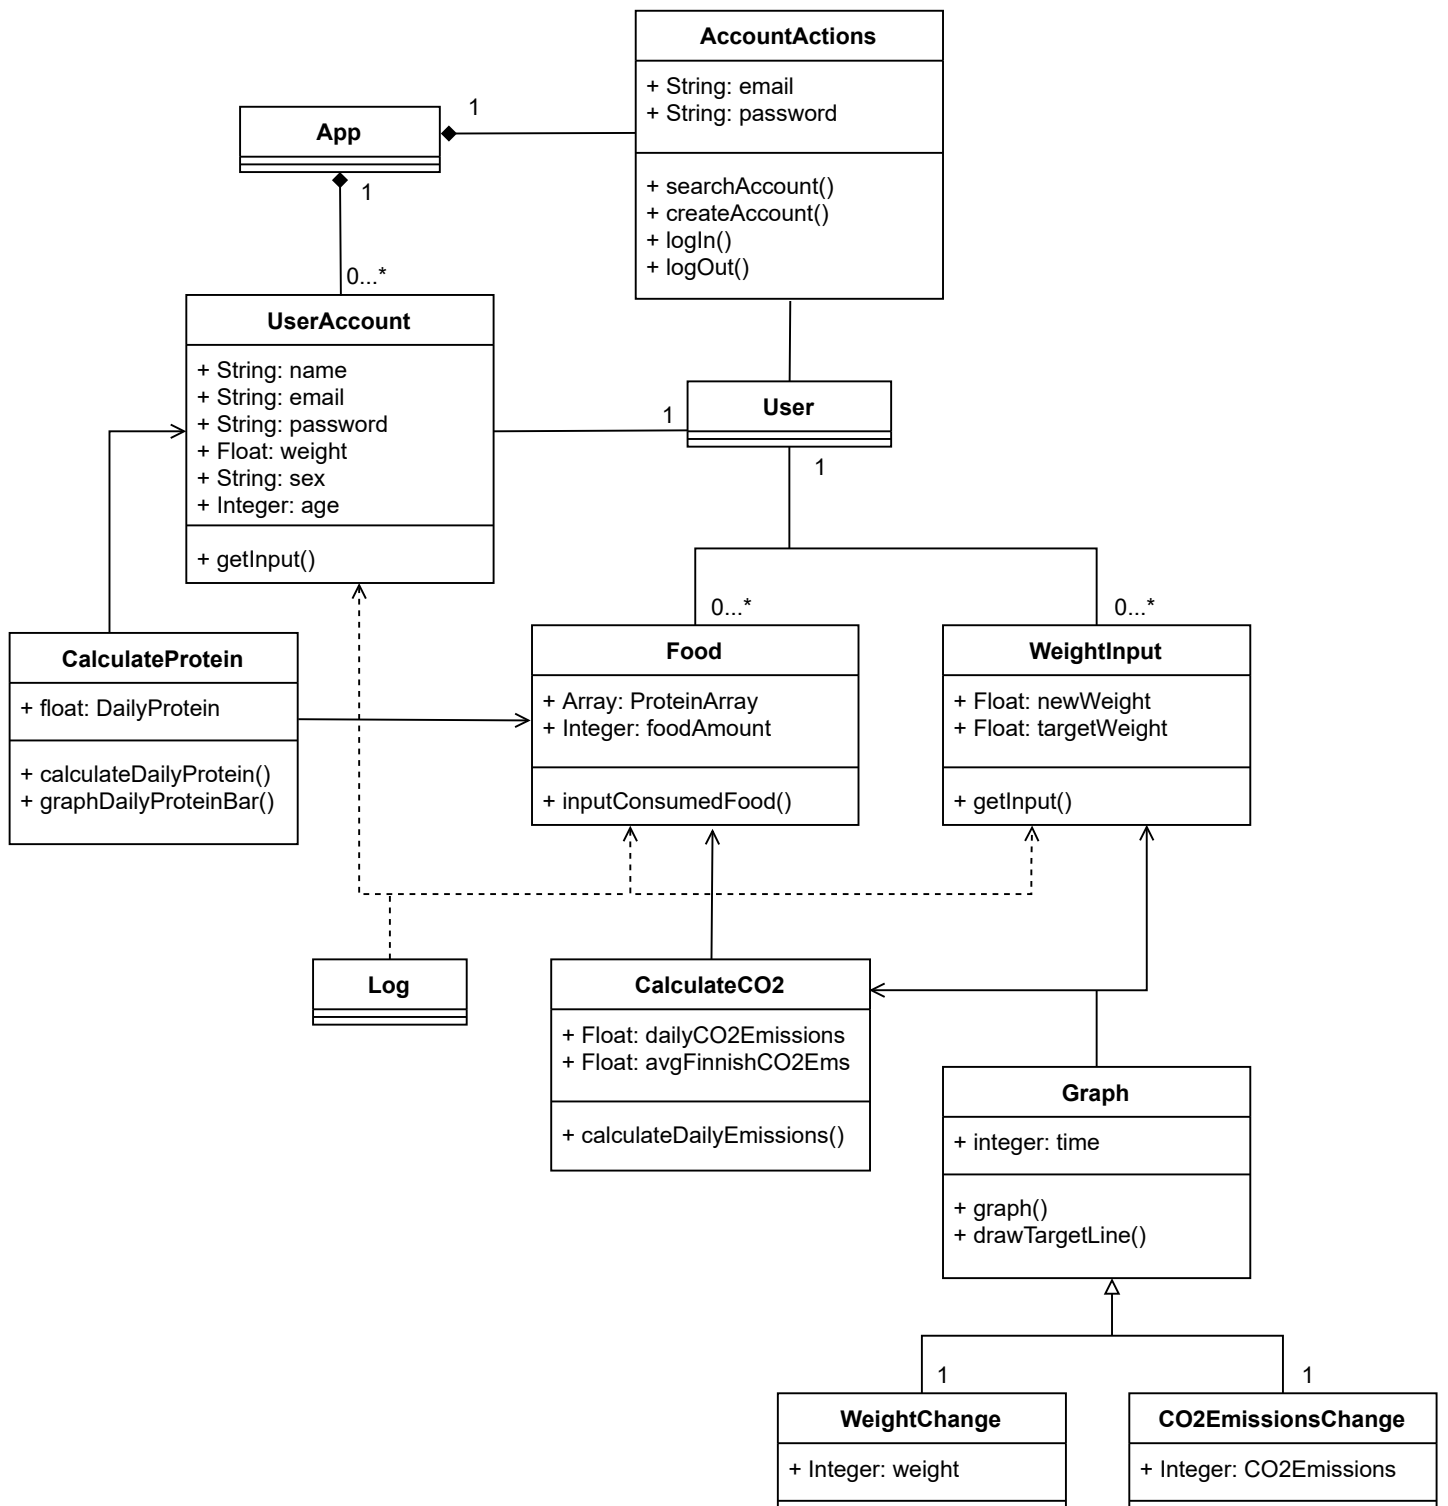 AccountActions
+ String: email
+ String: password
+ searchAccount()
+ createAccount()
+ logIn()
+ logOut()
1
App
1
0...*
UserAccount
+ String: name
+ String: email
+ String: password
+ Float: weight
+ String: sex
+ Integer: age
+ getInput()
1
User
1
0...*
0...*
CalculateProtein
+ float: DailyProtein
+ calculateDailyProtein()
+ graphDailyProteinBar()
Food
+ Array: ProteinArray
+ Integer: foodAmount
+ inputConsumedFood()
WeightInput
+ Float: newWeight
+ Float: targetWeight
+ getInput()
Log
CalculateCO2
+ Float: dailyCO2Emissions
+ Float: avgFinnishCO2Ems
+ calculateDailyEmissions()
Graph
+ integer: time
+ graph()
+ drawTargetLine()
1
1
WeightChange
+ Integer: weight
CO2EmissionsChange
+ Integer: CO2Emissions